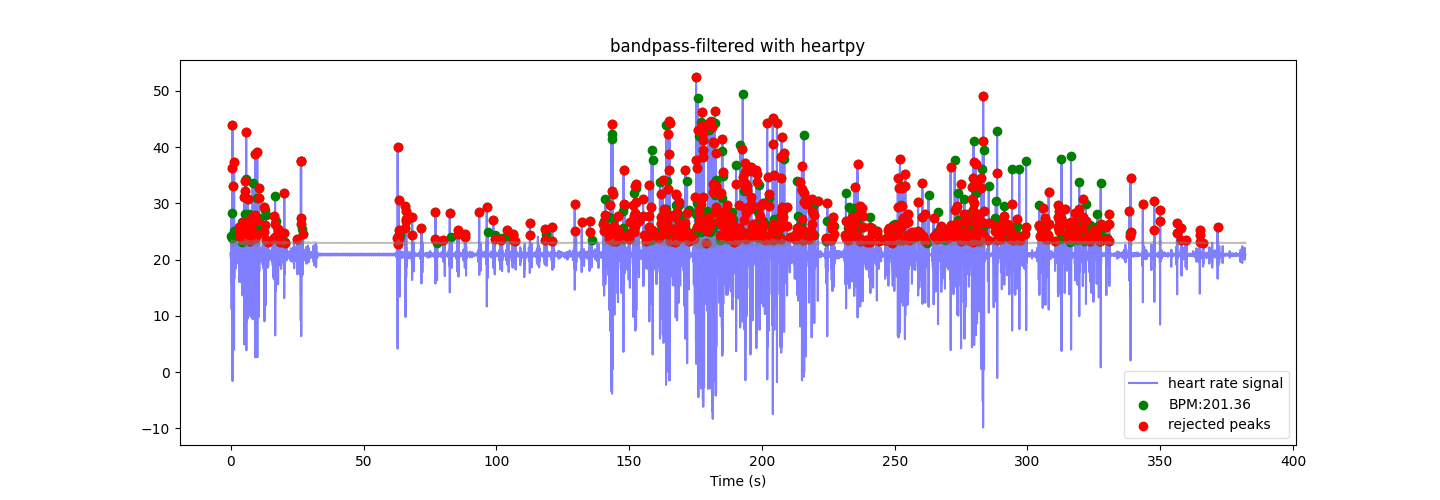 bandpass-filtered with heartpy
50
40
30
20
10
0
−10
heart rate signal
BPM:201.36
rejected peaks
0 50 100 150 200 250 300 350 400
Time (s)